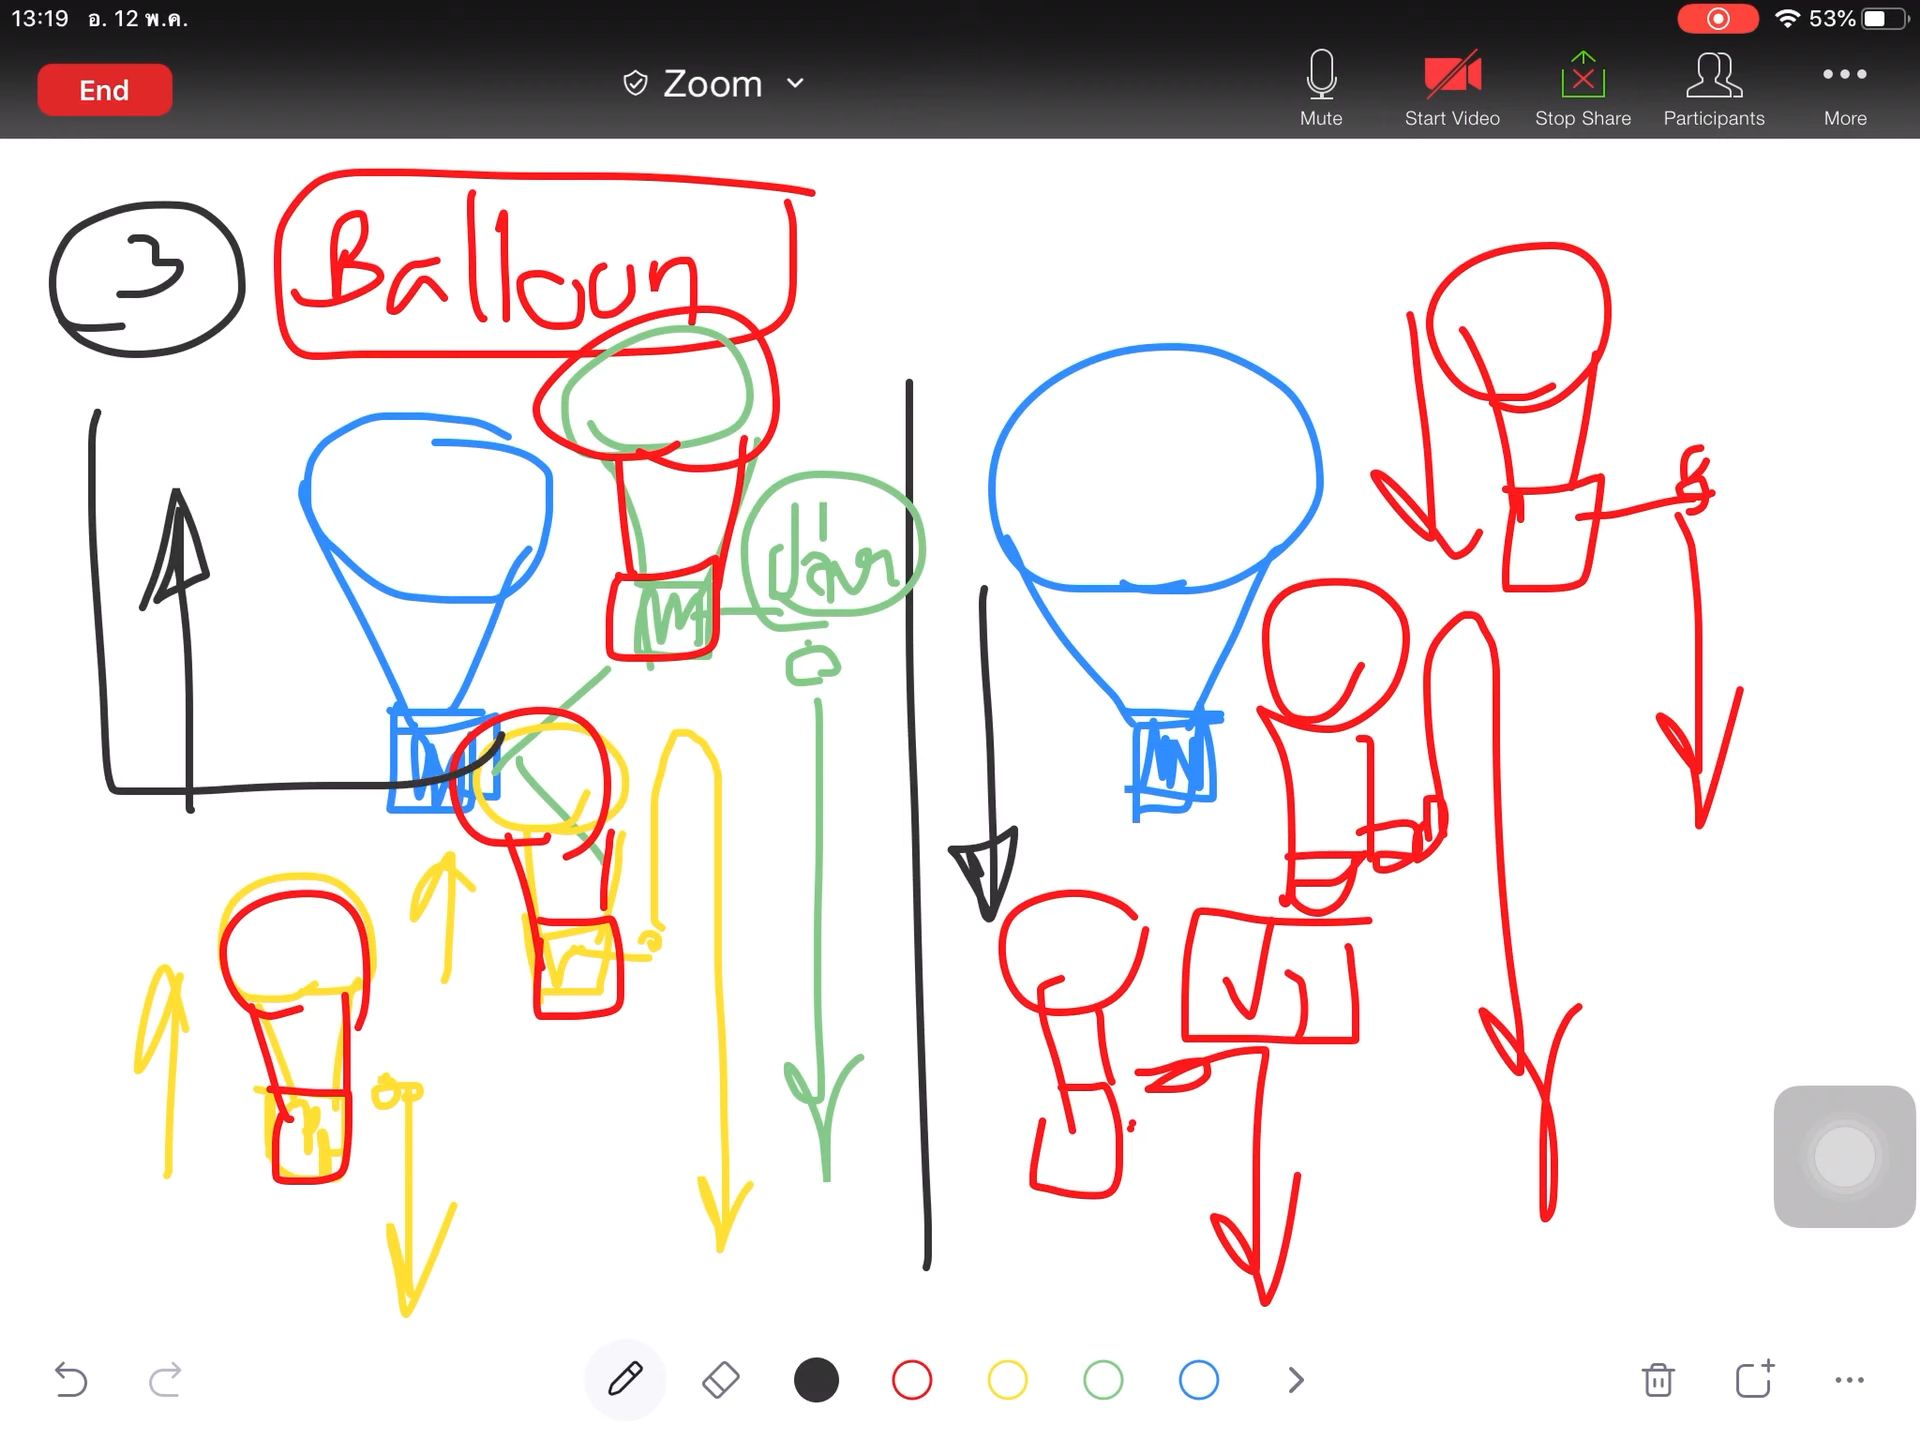 13:19 อ. 12 พ.ค.
53%
End
Zoom
Mute
Start Video
Stop Share
Participants
More
3
Balloon
ปล่อย